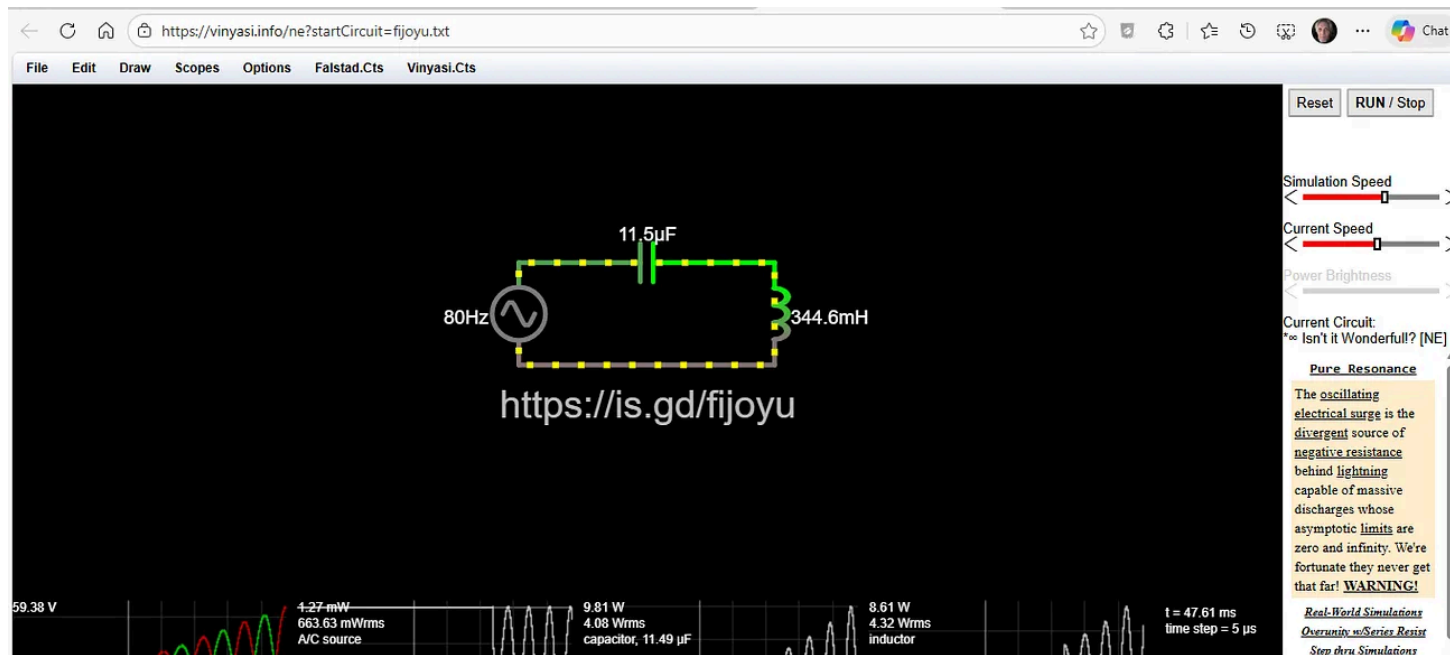 https://vinyasi.info/ne?startCircuit=fijoyu.txt
Chat
File Edit Draw Scopes Options Falstad.Cts Vinyasi.Cts
Reset RUN / Stop
Simulation Speed
Current Speed
Power Brightness
Current Circuit:
*∞ Isn't it Wonderful!? [NE]
Pure Resonance
The oscillating
electrical surge is the
divergent source of
negative resistance
behind lightning
capable of massive
discharges whose
asymptotic limits are
zero and infinity. We're
fortunate they never get
that far! WARNING!
Real-World Simulations
Overunity w/Series Resist
Step thru Simulations
11.5μF
80Hz
344.6mH
https://is.gd/fijoyu
59.38 V
1.27 mW
663.63 mWrms
A/C source
9.81 W
4.08 Wrms
capacitor, 11.49 μF
8.61 W
4.32 Wrms
inductor
t = 47.61 ms
time step = 5 μs